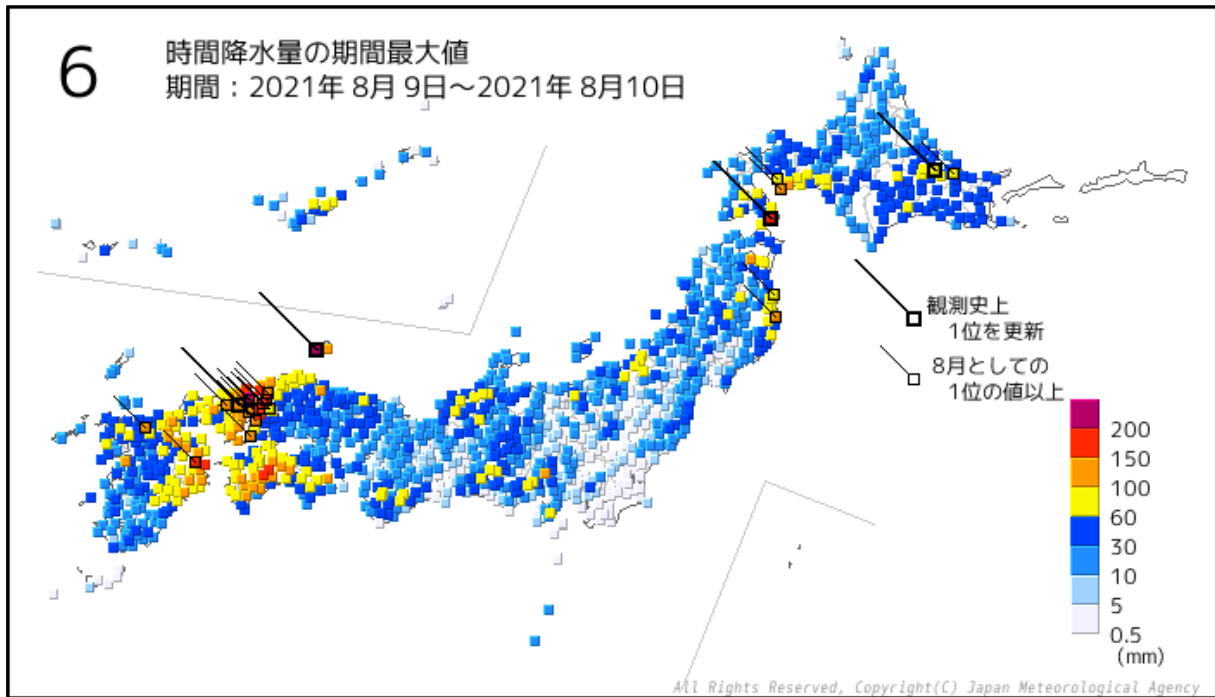 6
時間降水量の期間最大値
期間：2021年 8月 9日～2021年 8月10日
観測史上
1位を更新
8月としての
1位の値以上
200
150
100
60
30
10
5
0.5
(mm)
All Rights Reserved, Copyright(C) Japan Meteorological Agency